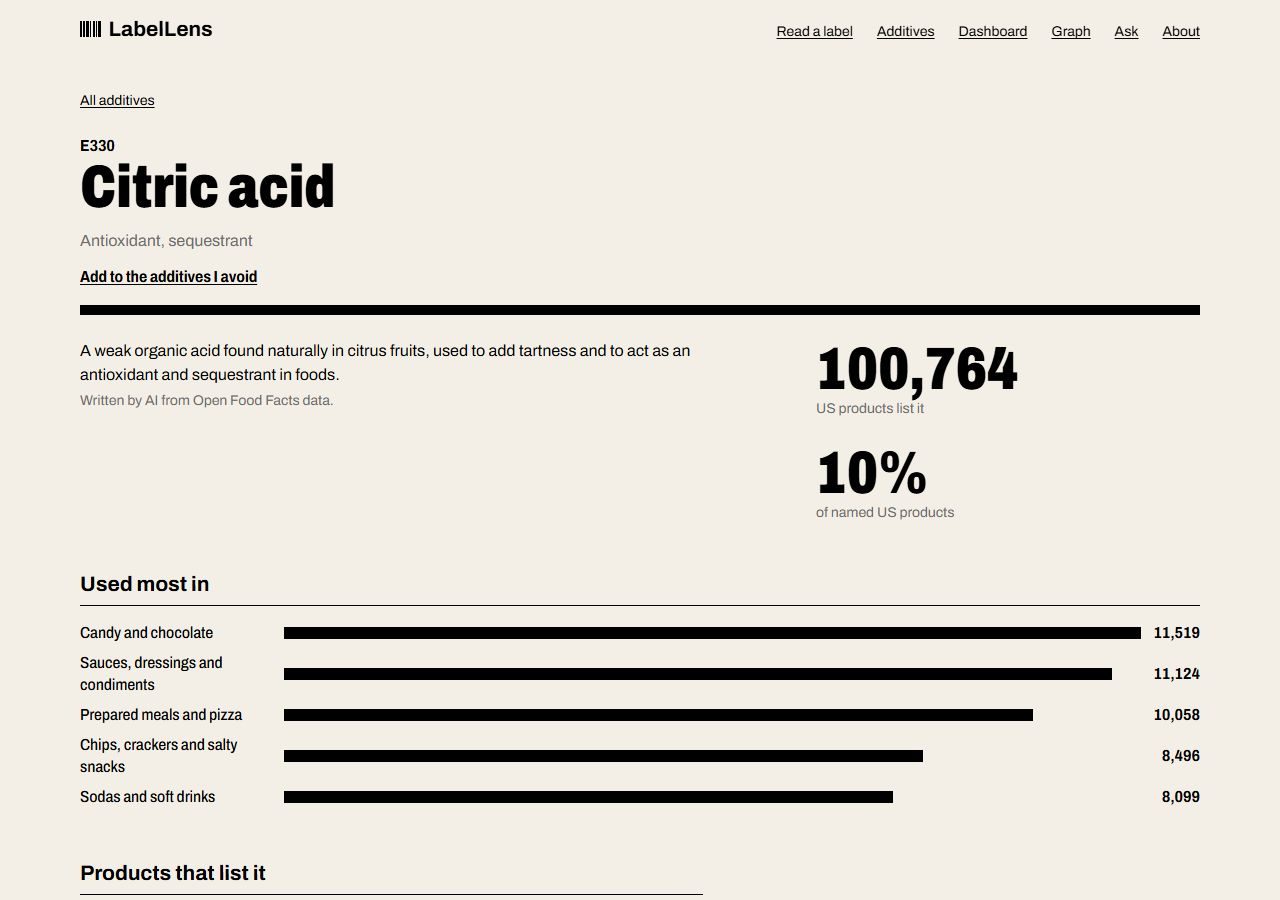 LabelLens
Read a label Additives Dashboard Graph Ask About
All additives
E330
Citric acid
Antioxidant, sequestrant
Add to the additives I avoid
A weak organic acid found naturally in citrus fruits, used to add tartness and to act as an
antioxidant and sequestrant in foods.
Written by AI from Open Food Facts data.
100,764
US products list it
10%
of named US products
Used most in
Candy and chocolate 11,519
Sauces, dressings and
condiments 11,124
Prepared meals and pizza 10,058
Chips, crackers and salty
snacks 8,496
Sodas and soft drinks 8,099
Products that list it